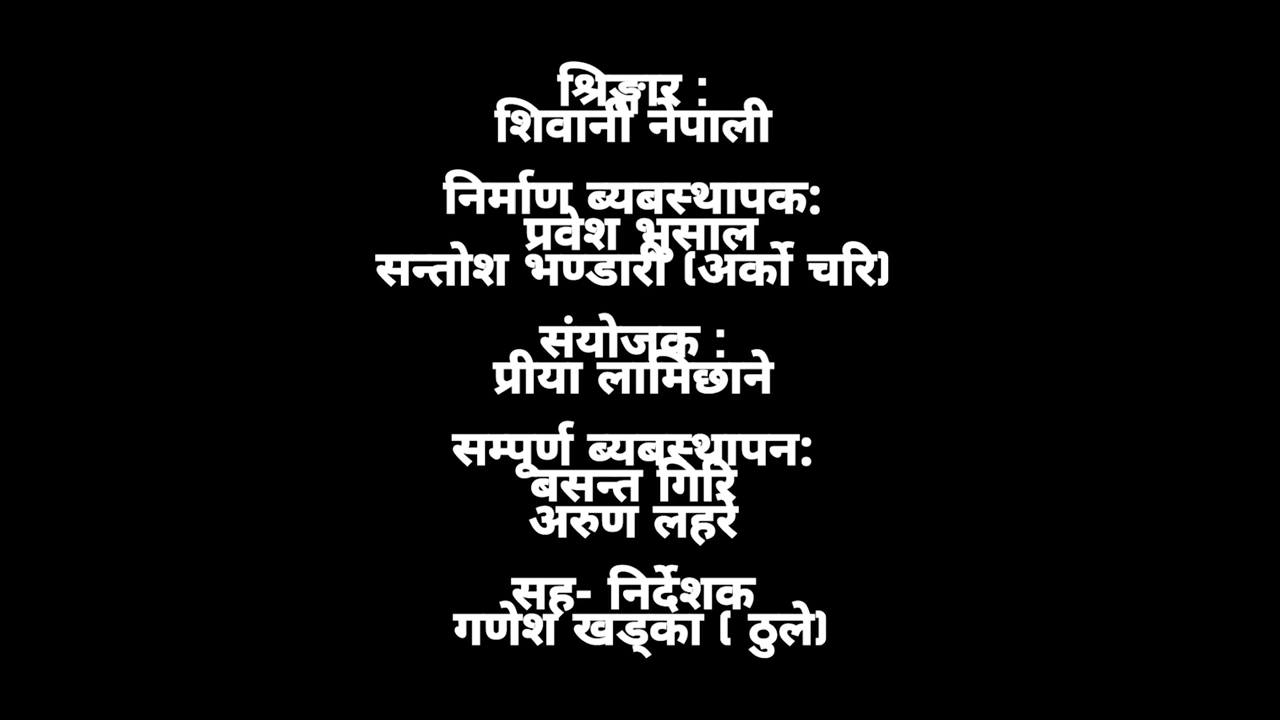 श्रिङ्गार :
शिवानी नेपाली
निर्माण ब्यबस्थापक:
प्रवेश भुसाल
सन्तोश भण्डारी (अर्को चरि)
संयोजक :
प्रीया लामिछाने
सम्पूर्ण ब्यबस्थापन:
बसन्त गिरि
अरुण लहरे
सह- निर्देशक
गणेश खड्का ( ठुले)